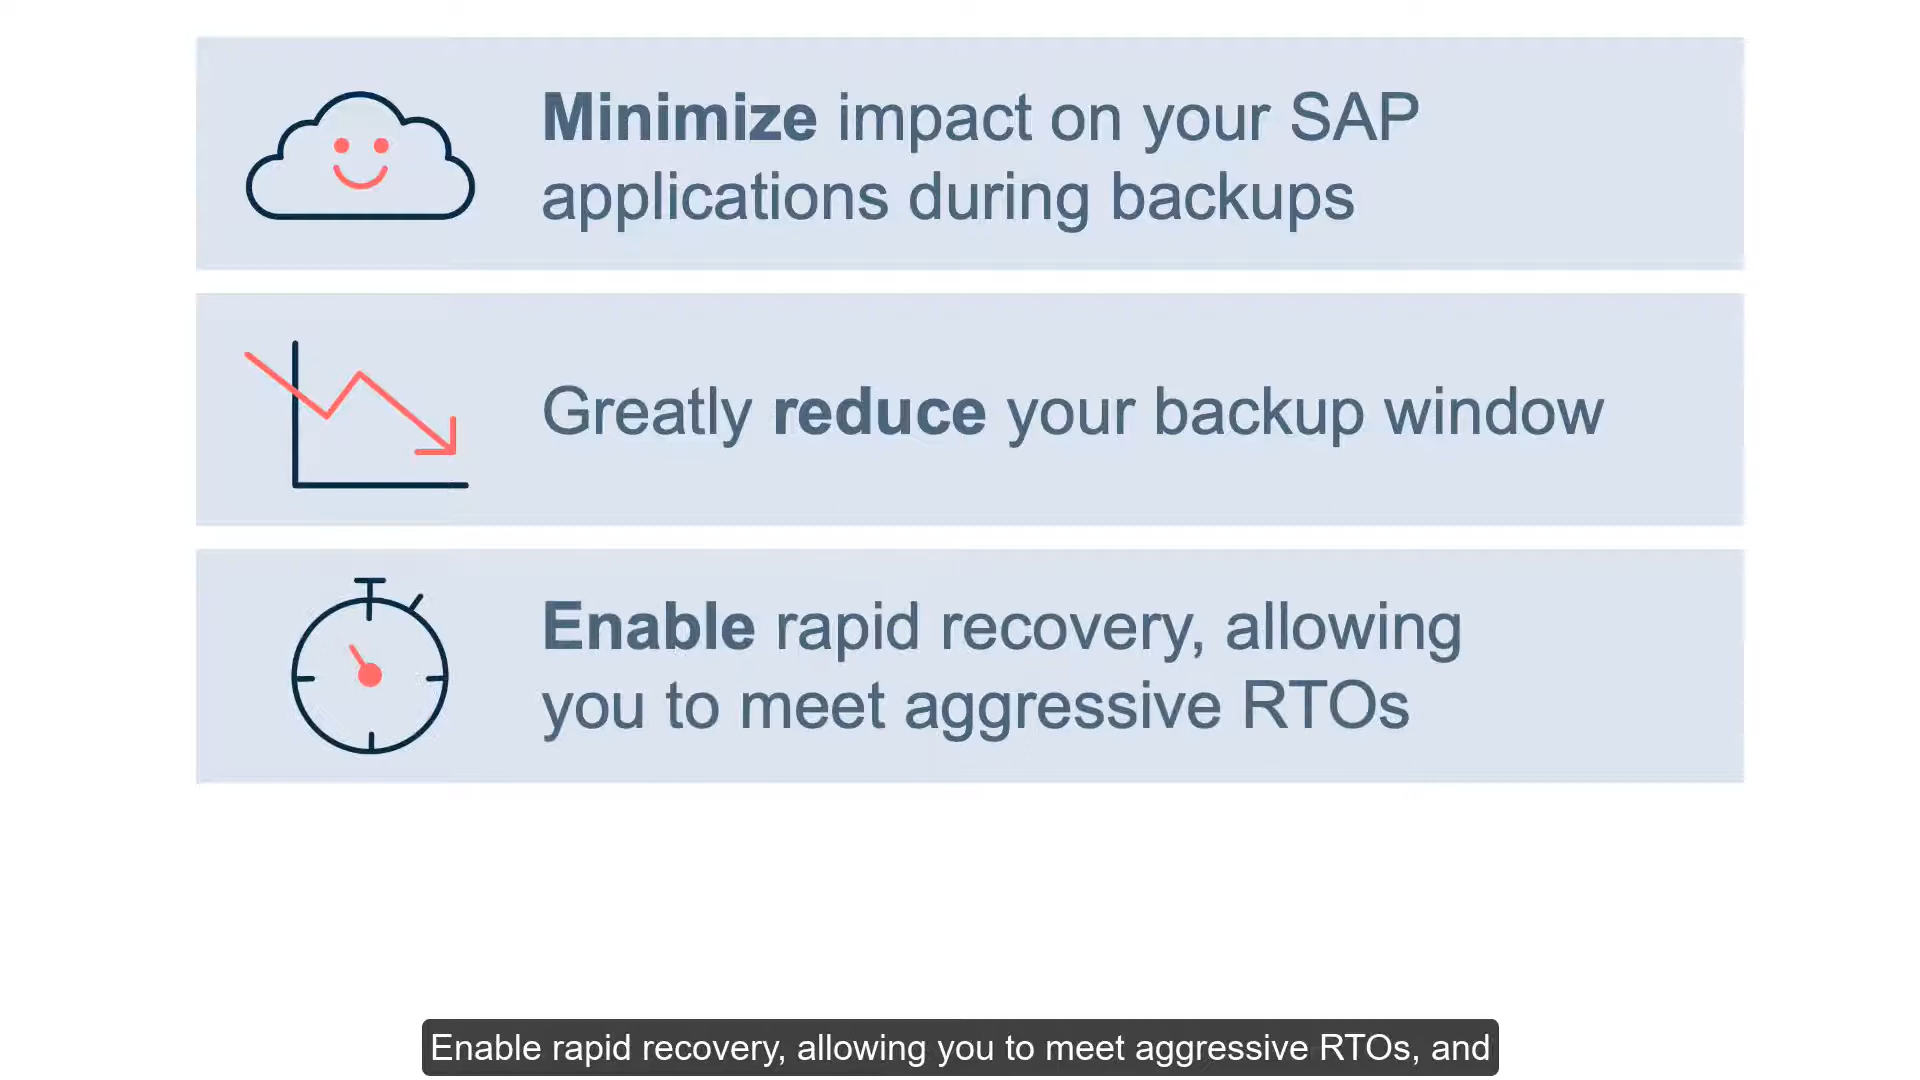 Minimize impact on your SAP
applications during backups
Greatly reduce your backup window
Enable rapid recovery, allowing
you to meet aggressive RTOs
Enable rapid recovery, allowing you to meet aggressive RTOs, and